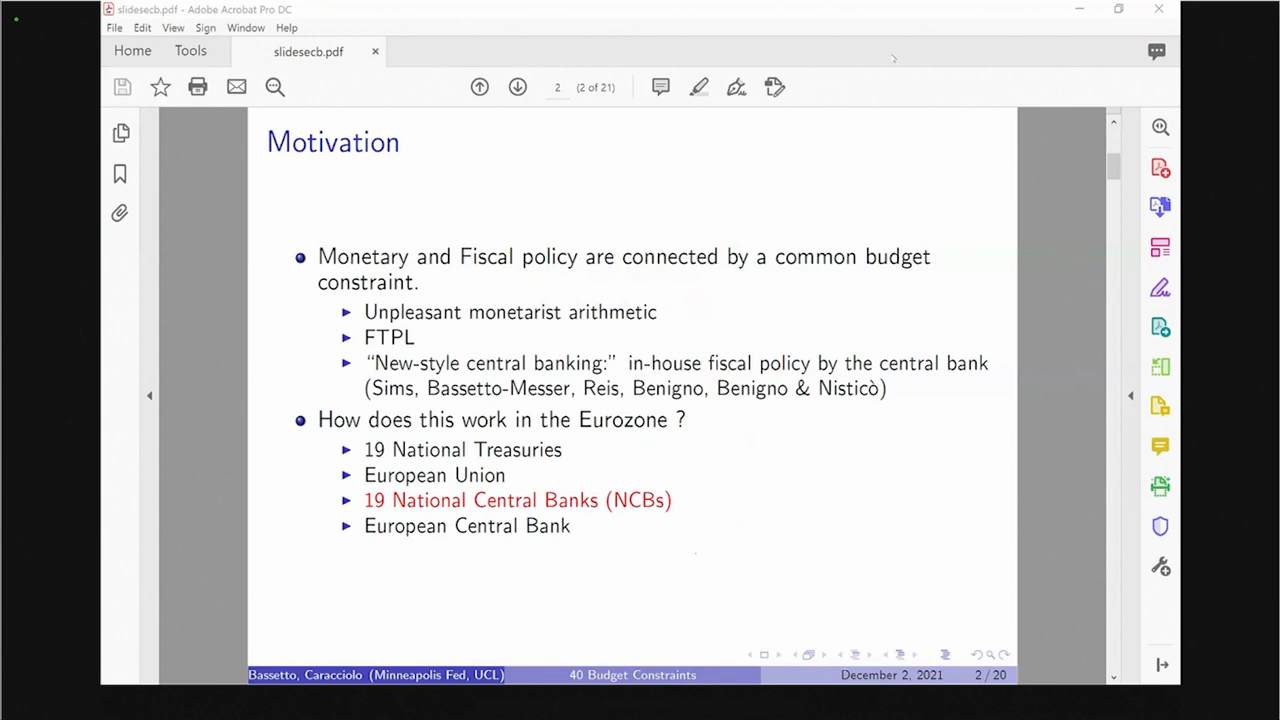 slidesecb.pdf - Adobe Acrobat Pro DC
File Edit View Sign Window Help
Home Tools slidesecb.pdf ×
2 (2 of 21)
Motivation
Monetary and Fiscal policy are connected by a common budget
constraint.
Unpleasant monetarist arithmetic
FTPL
“New-style central banking:” in-house fiscal policy by the central bank
(Sims, Bassetto-Messer, Reis, Benigno, Benigno & Nisticò)
How does this work in the Eurozone ?
19 National Treasuries
European Union
19 National Central Banks (NCBs)
European Central Bank
Bassetto, Caracciolo (Minneapolis Fed, UCL) 40 Budget Constraints December 2, 2021 2 / 20